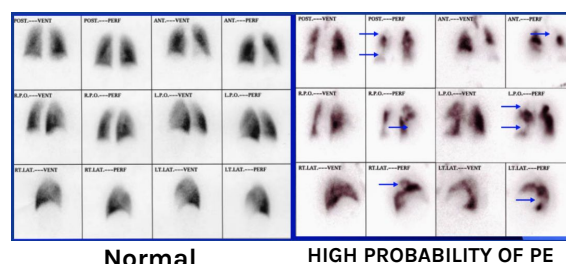 POST.---VENT POST.---PERF ANT.---VENT ANT.---PERF
R.P.O.---VENT R.P.O.---PERF L.P.O.---VENT L.P.O.---PERF
RT.LAT.---VENT RT.LAT.---PERF LT.LAT.---VENT LT.LAT.---PERF
Normal
POST.---VENT POST.---PERF ANT.---VENT ANT.---PERF
R.P.O.---VENT R.P.O.---PERF L.P.O.---VENT L.P.O.---PERF
RT.LAT.---VENT RT.LAT.---PERF LT.LAT.---VENT LT.LAT.---PERF
HIGH PROBABILITY OF PE